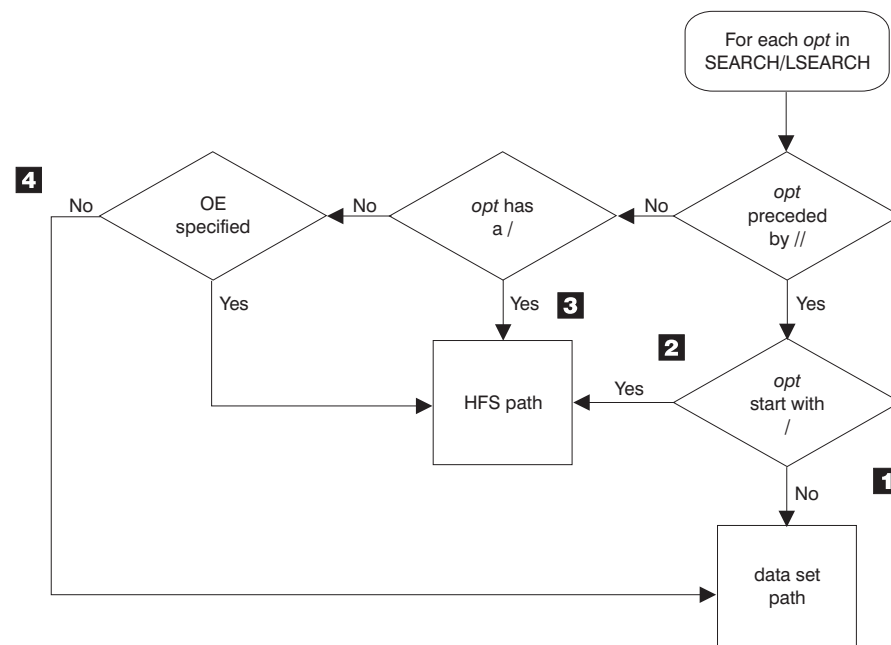 For each opt in
SEARCH/LSEARCH
4
No
OE
specified
No
opt has
a /
No
opt
preceded
by //
Yes
Yes
3
Yes
2
HFS path
Yes
opt
start with
/
1
No
data set
path